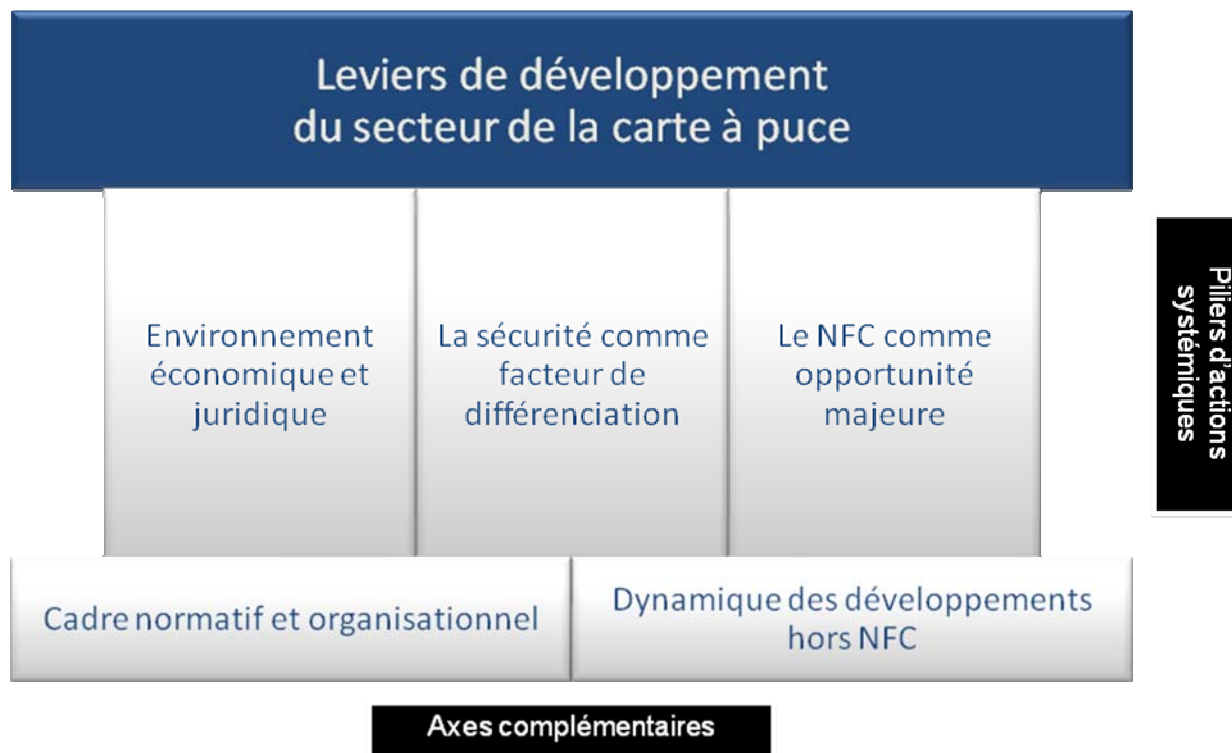 Leviers de développement
du secteur de la carte à puce
Environnement
économique et
juridique
La sécurité comme
facteur de
différenciation
Le NFC comme
opportunité
majeure
Piliers d'actions
systémiques
Cadre normatif et organisationnel
Dynamique des développements
hors NFC
Axes complémentaires